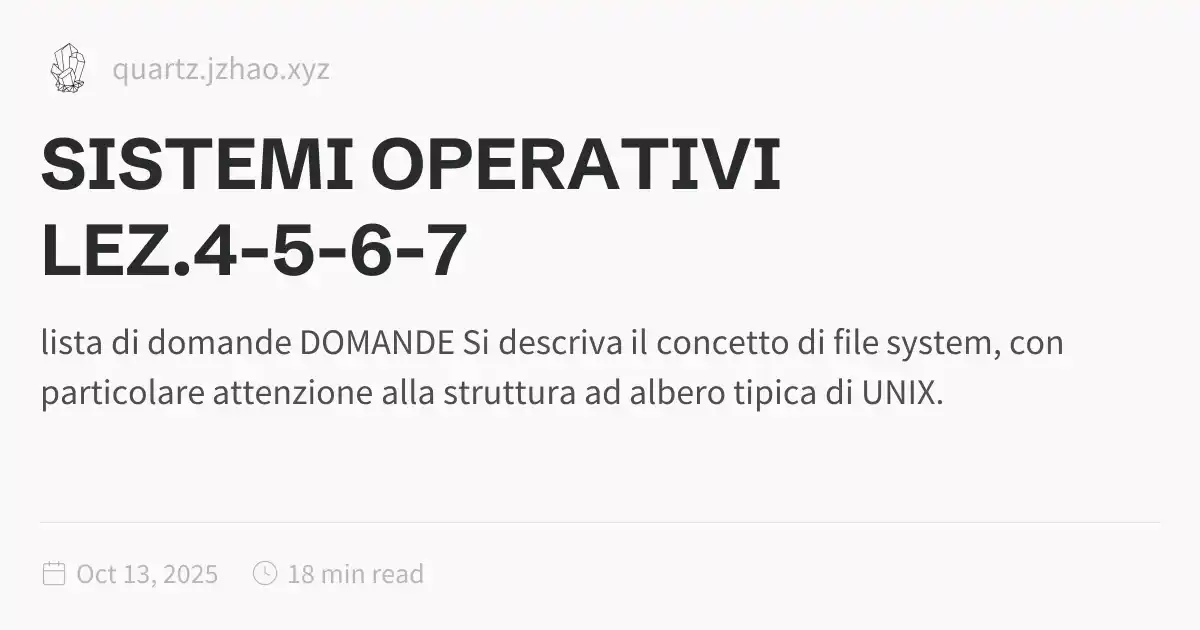 quartz.jzhao.xyz
SISTEMI OPERATIVI
LEZ.4-5-6-7
lista di domande DOMANDE Si descriva il concetto di file system, con
particolare attenzione alla struttura ad albero tipica di UNIX.
Oct 13, 2025 18 min read